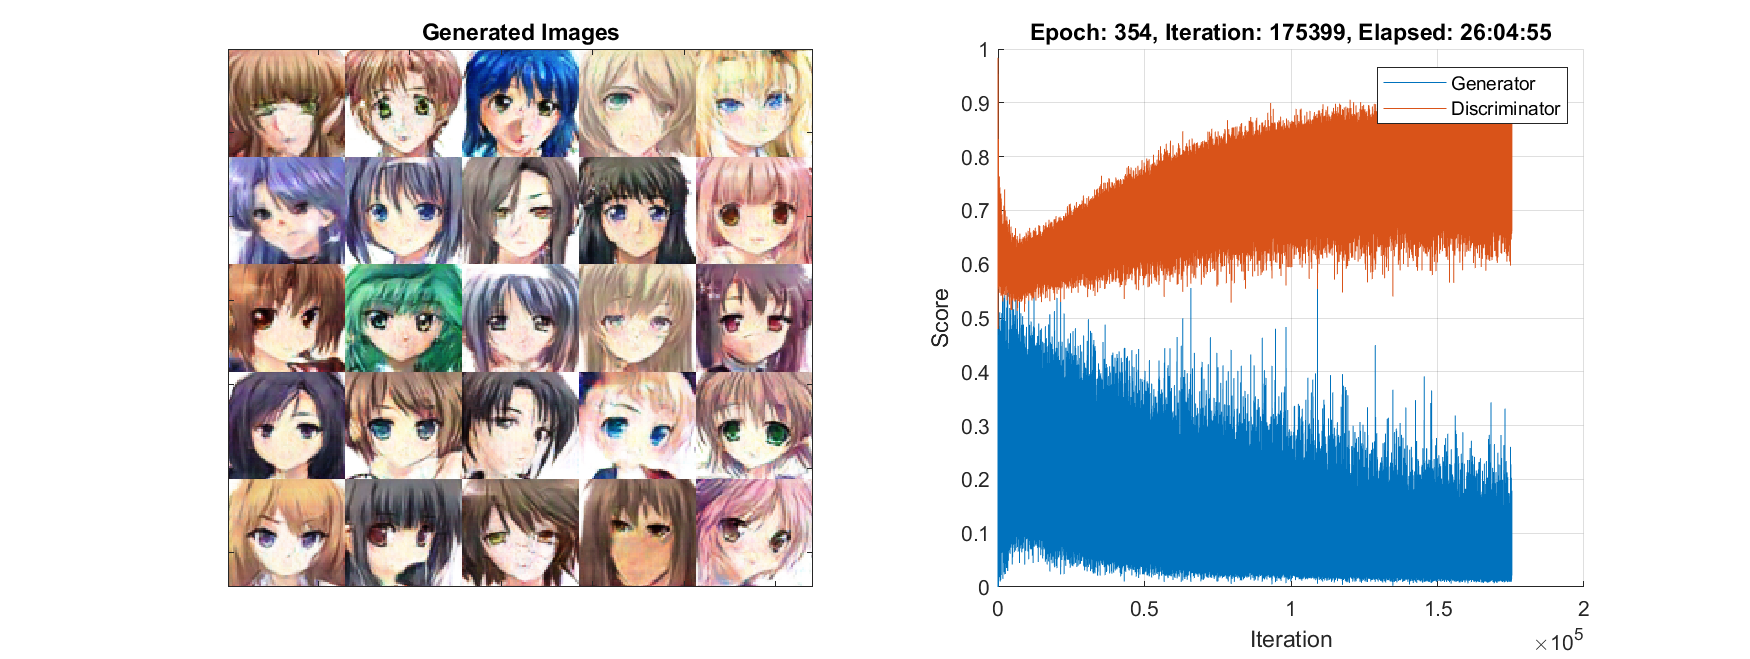 Generated Images
Epoch: 354, Iteration: 175399, Elapsed: 26:04:55
Generator
Discriminator
1
0.9
0.8
0.7
0.6
0.5
0.4
0.3
0.2
0.1
0
Score
0
0.5
1
1.5
2
×10⁵
Iteration